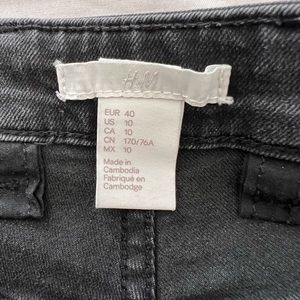 H&M
EUR 40
US 10
CA 10
CN 170/76A
MX 10
Made in
Cambodia
Fabriqué en
Cambodge